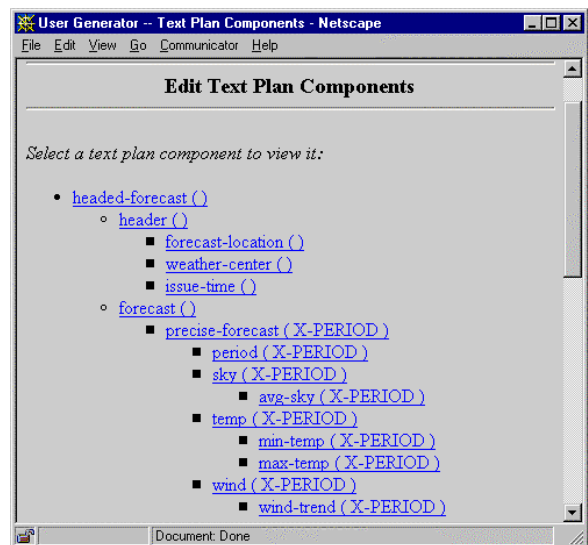 User Generator -- Text Plan Components - Netscape
File Edit View Go Communicator Help
Edit Text Plan Components
Select a text plan component to view it:
headed-forecast ( )
header ( )
forecast-location ( )
weather-center ( )
issue-time ( )
forecast ( )
precise-forecast ( X-PERIOD )
period ( X-PERIOD )
sky ( X-PERIOD )
avg-sky ( X-PERIOD )
temp ( X-PERIOD )
min-temp ( X-PERIOD )
max-temp ( X-PERIOD )
wind ( X-PERIOD )
wind-trend ( X-PERIOD )
Document: Done